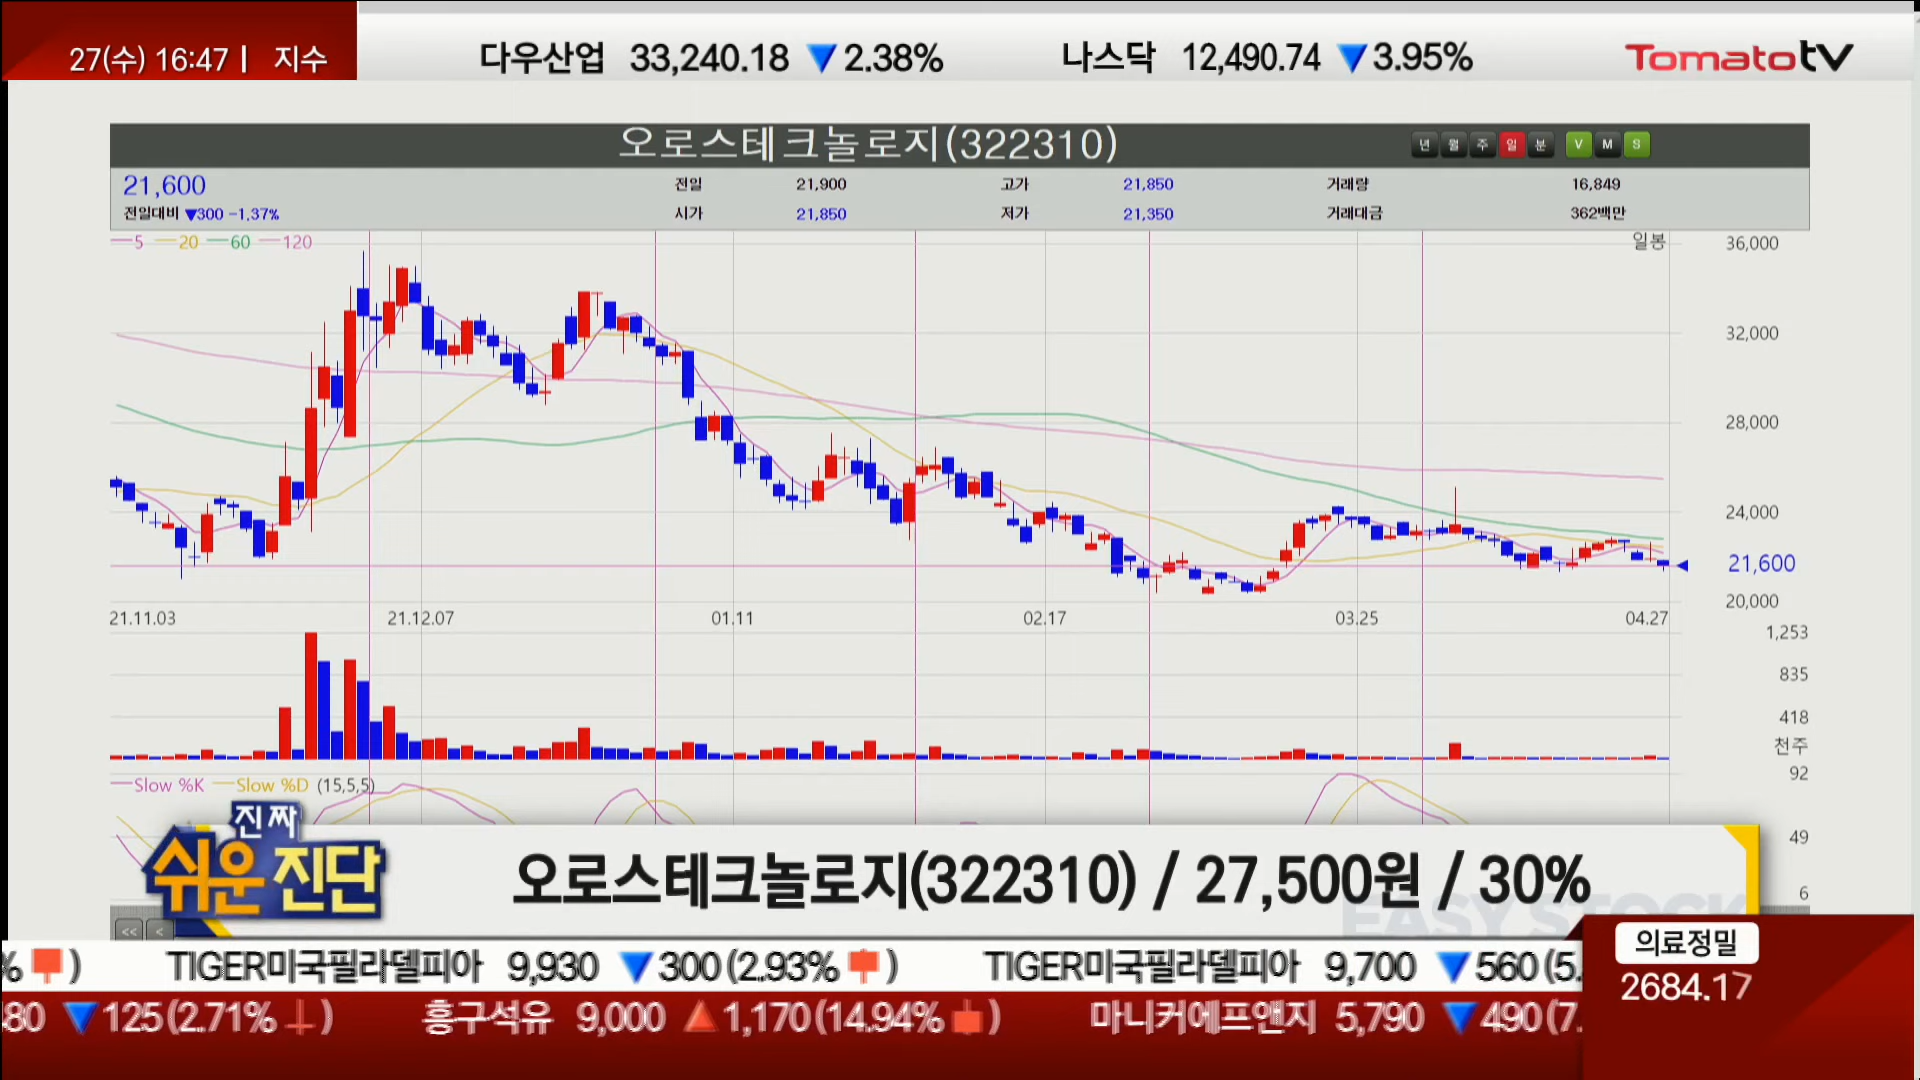 27(수) 16:47 | 지수 다우산업 33,240.18 ▼2.38% 나스닥 12,490.74 ▼3.95% Tomatotv
오로스테크놀로지(322310) 년 월 주 일 분 V M S
21,600 전일 21,900 고가 21,850 거래량 16,849
전일대비 ▼300 -1.37% 시가 21,850 저가 21,350 거래대금 362백만
5 20 60 120 일봉 36,000
32,000
28,000
24,000
21,600
20,000
21.11.03 21.12.07 01.11 02.17 03.25 04.27
1,253
835
418
천주
Slow %K Slow %D (15,5,5) 92
49
6
진짜
쉬운 진단
오로스테크놀로지(322310) / 27,500원 / 30%
EASY STOCK
<< <
% ) TIGER미국필라델피아 9,930 ▼300(2.93% ) TIGER미국필라델피아 9,700 ▼560(5.
의료정밀
2684.17
80 ▼125(2.71%↓) 흥구석유 9,000 ▲1,170(14.94% ) 마니커에프앤지 5,790 ▼490(7.